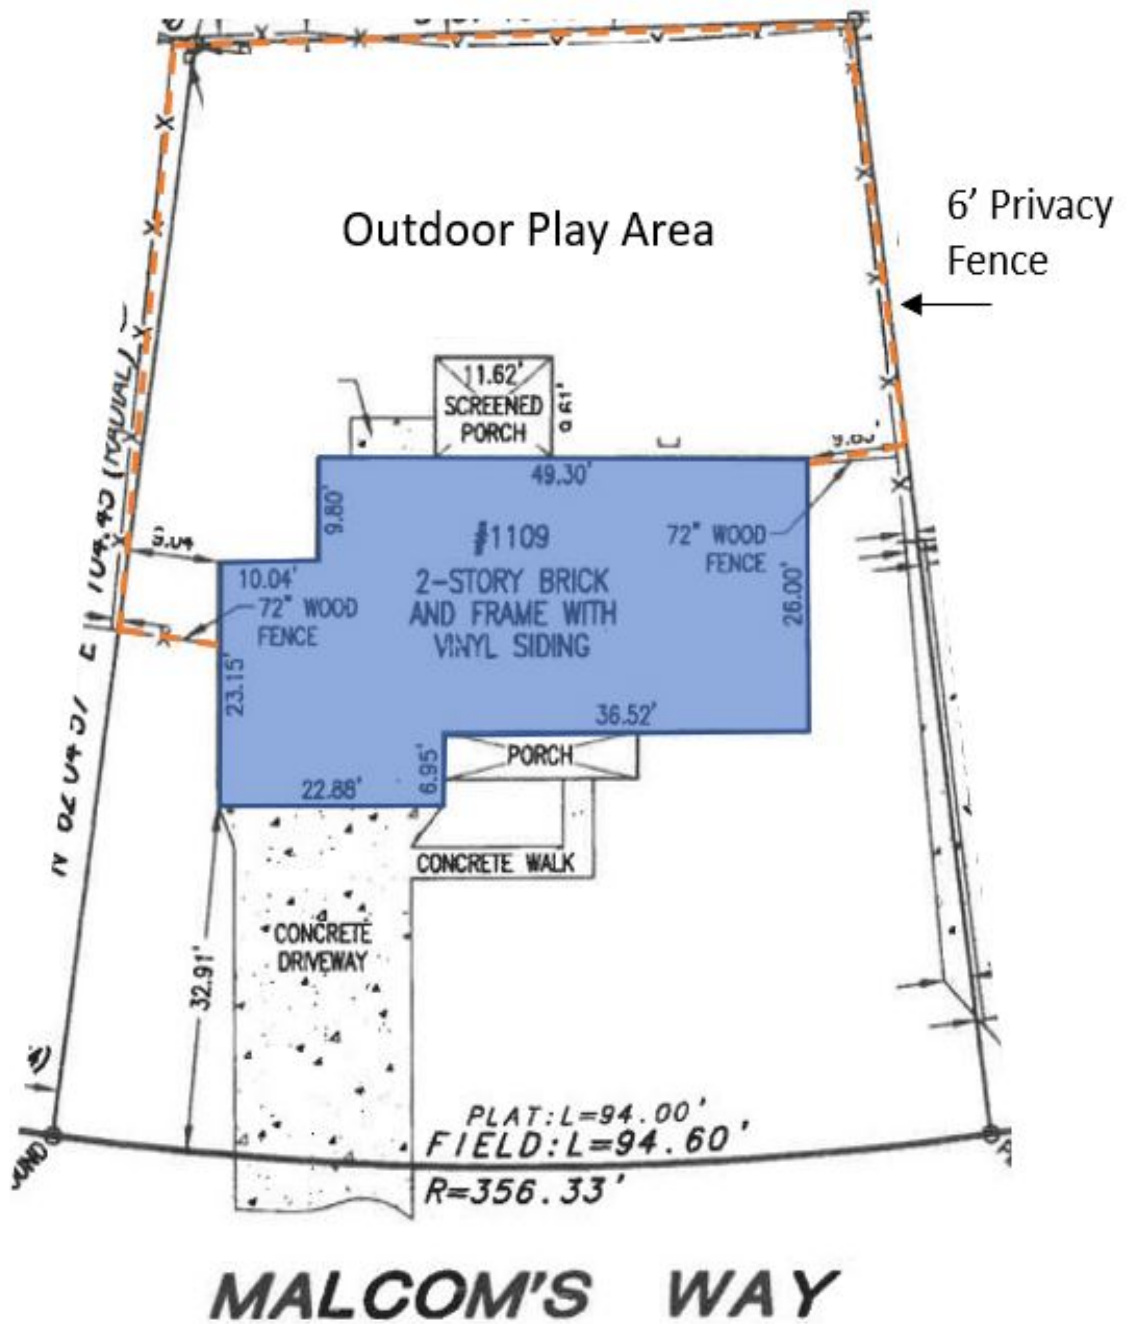 Outdoor Play Area
6' Privacy
Fence
11.62'
SCREENED
PORCH
9.61'
49.30'
9.80'
#1109
72" WOOD
FENCE
10.04'
2-STORY BRICK
AND FRAME WITH
VINYL SIDING
72" WOOD
FENCE
26.00'
23.15'
36.52'
PORCH
6.95'
22.88'
CONCRETE WALK
CONCRETE
DRIVEWAY
32.91'
PLAT: L=94.00'
FIELD: L=94.60'
R=356.33'
MALCOM'S WAY